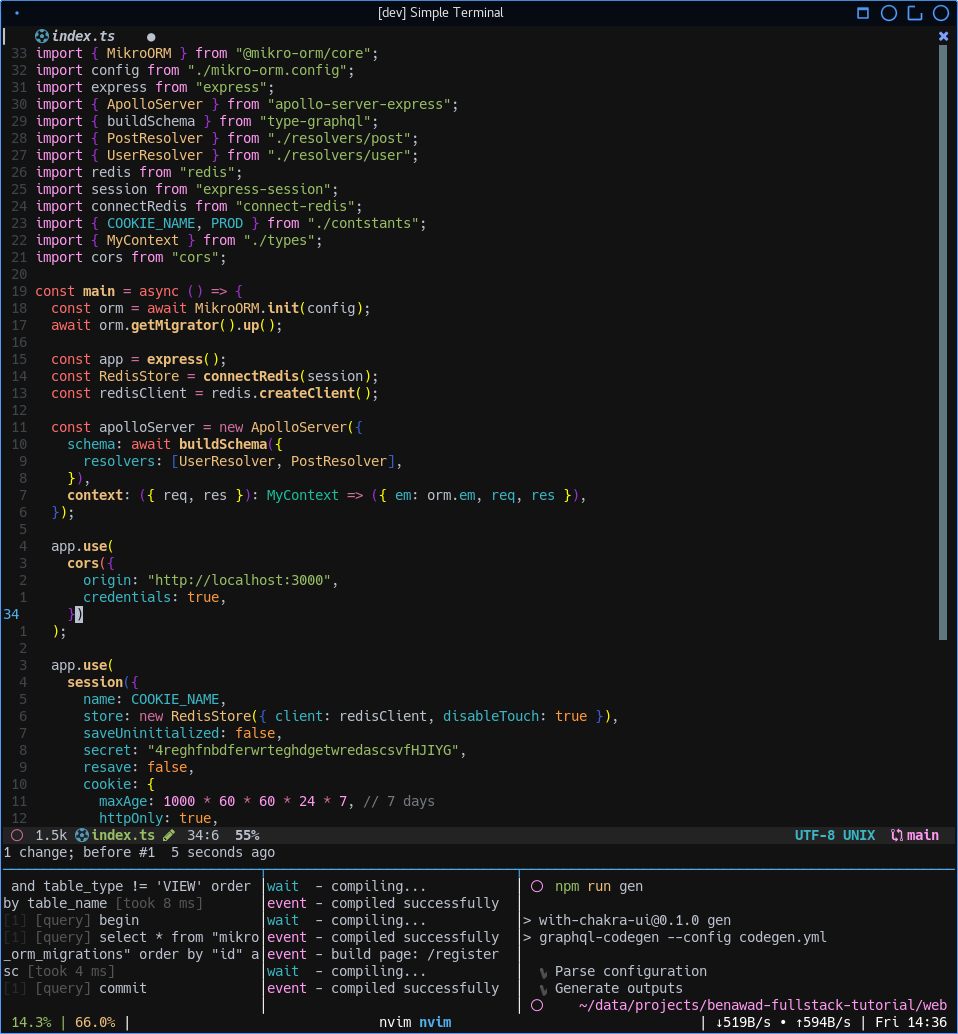 [dev] Simple Terminal
index.ts ●
33 import { MikroORM } from "@mikro-orm/core";
32 import config from "./mikro-orm.config";
31 import express from "express";
30 import { ApolloServer } from "apollo-server-express";
29 import { buildSchema } from "type-graphql";
28 import { PostResolver } from "./resolvers/post";
27 import { UserResolver } from "./resolvers/user";
26 import redis from "redis";
25 import session from "express-session";
24 import connectRedis from "connect-redis";
23 import { COOKIE_NAME, PROD } from "./contstants";
22 import { MyContext } from "./types";
21 import cors from "cors";
20
19 const main = async () => {
18   const orm = await MikroORM.init(config);
17   await orm.getMigrator().up();
16
15   const app = express();
14   const RedisStore = connectRedis(session);
13   const redisClient = redis.createClient();
12
11   const apolloServer = new ApolloServer({
10     schema: await buildSchema({
9       resolvers: [UserResolver, PostResolver],
8     }),
7     context: ({ req, res }): MyContext => ({ em: orm.em, req, res }),
6   });
5
4   app.use(
3     cors({
2       origin: "http://localhost:3000",
1       credentials: true,
34     })
1   );
2
3   app.use(
4     session({
5       name: COOKIE_NAME,
6       store: new RedisStore({ client: redisClient, disableTouch: true }),
7       saveUninitialized: false,
8       secret: "4reghfnbdferwrteghdgetwredascsvfHJIYG",
9       resave: false,
10       cookie: {
11         maxAge: 1000 * 60 * 60 * 24 * 7, // 7 days
12         httpOnly: true,
1.5k index.ts 34:6 55% UTF-8 UNIX main
1 change; before #1  5 seconds ago
and table_type != 'VIEW' order
by table_name [took 8 ms]
[1] [query] begin
[1] [query] select * from "mikro
_orm_migrations" order by "id" a
sc [took 4 ms]
[1] [query] commit
wait  - compiling...
event - compiled successfully
wait  - compiling...
event - compiled successfully
event - build page: /register
wait  - compiling...
event - compiled successfully
npm run gen
> with-chakra-ui@0.1.0 gen
> graphql-codegen --config codegen.yml
Parse configuration
Generate outputs
~/data/projects/benawad-fullstack-tutorial/web
14.3% | 66.0% | nvim nvim | ↓519B/s • ↑594B/s | Fri 14:36